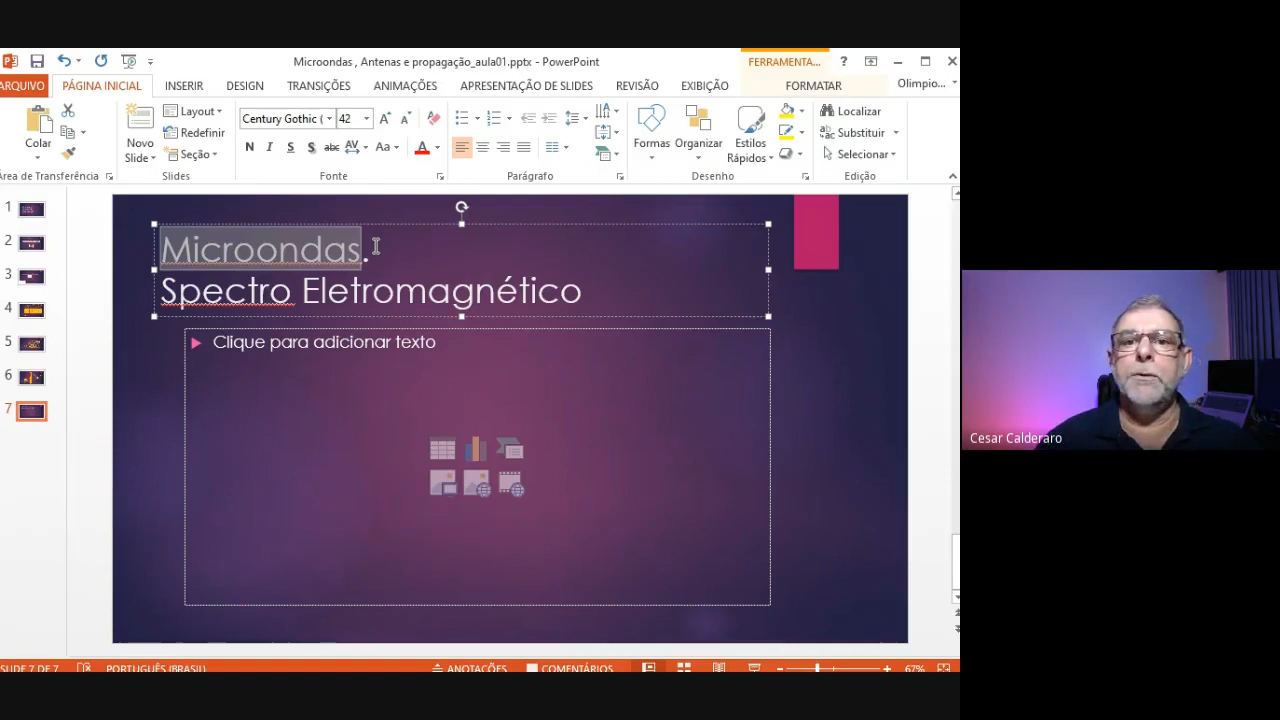 Microondas , Antenas e propagação_aula01.pptx - PowerPoint
FERRAMENTA...
?
ARQUIVO
PÁGINA INICIAL
INSERIR
DESIGN
TRANSIÇÕES
ANIMAÇÕES
APRESENTAÇÃO DE SLIDES
REVISÃO
EXIBIÇÃO
FORMATAR
Olimpio...
Colar
Novo
Slide
Layout
Redefinir
Seção
Century Gothic (
42
N I S S abc AV Aa A
Formas
Organizar
Estilos
Rápidos
Localizar
Substituir
Selecionar
Área de Transferência
Slides
Fonte
Parágrafo
Desenho
Edição
1
2
3
4
5
6
7
Microondas.
Spectro Eletromagnético
Clique para adicionar texto
Cesar Calderaro
SLIDE 7 DE 7
PORTUGUÊS (BRASIL)
ANOTAÇÕES
COMENTÁRIOS
67%